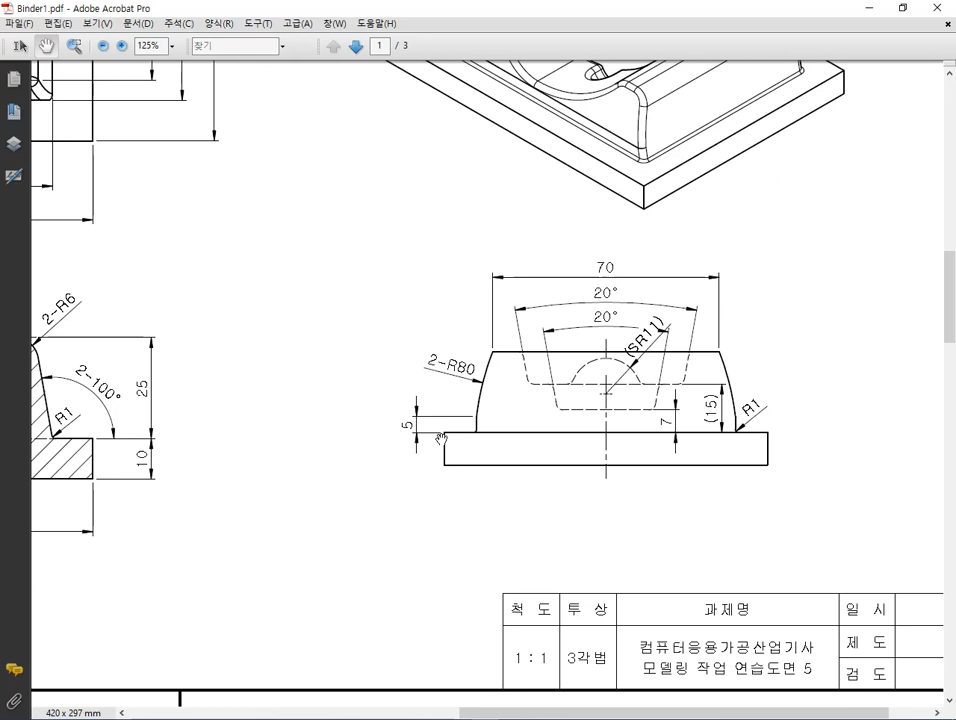 Binder1.pdf - Adobe Acrobat Pro
파일(F) 편집(E) 보기(V) 문서(D) 주석(C) 양식(R) 도구(T) 고급(A) 창(W) 도움말(H)
125% 찾기 1 / 3
70
20°
20°
(SR11)
2-R80
5
7
(15)
R1
2-R6
2-100°
R1
25
10
척 도 투 상 과제명 일 시
1 : 1 3각법 컴퓨터응용가공산업기사
모델링 작업 연습도면 5
제 도
검 도
420 x 297 mm